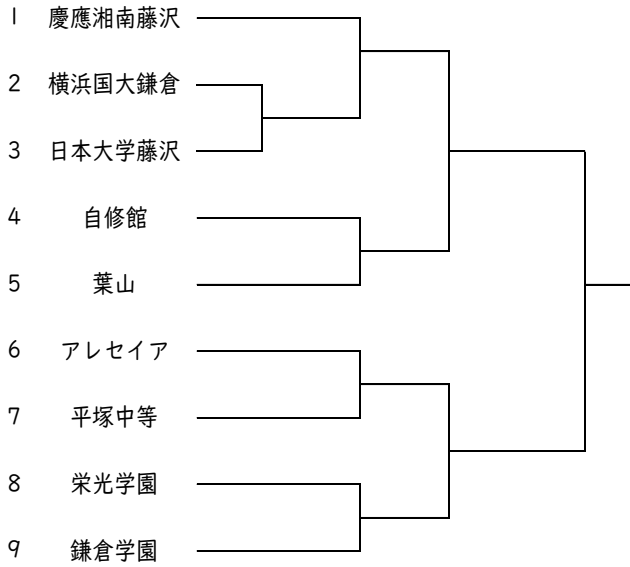 1 慶應湘南藤沢
2 横浜国大鎌倉
3 日本大学藤沢
4 自修館
5 葉山
6 アレセイア
7 平塚中等
8 栄光学園
9 鎌倉学園